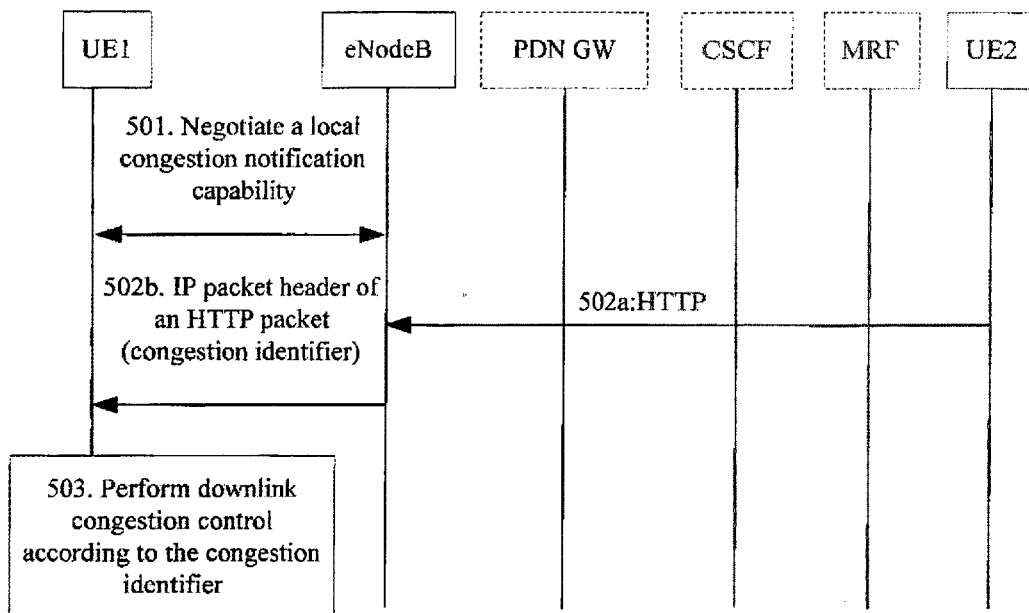 UE1
eNodeB
PDN GW
CSCF
MRF
UE2
501. Negotiate a local
congestion notification
capability
502b. IP packet header of
an HTTP packet
(congestion identifier)
502a:HTTP
503. Perform downlink
congestion control
according to the congestion
identifier